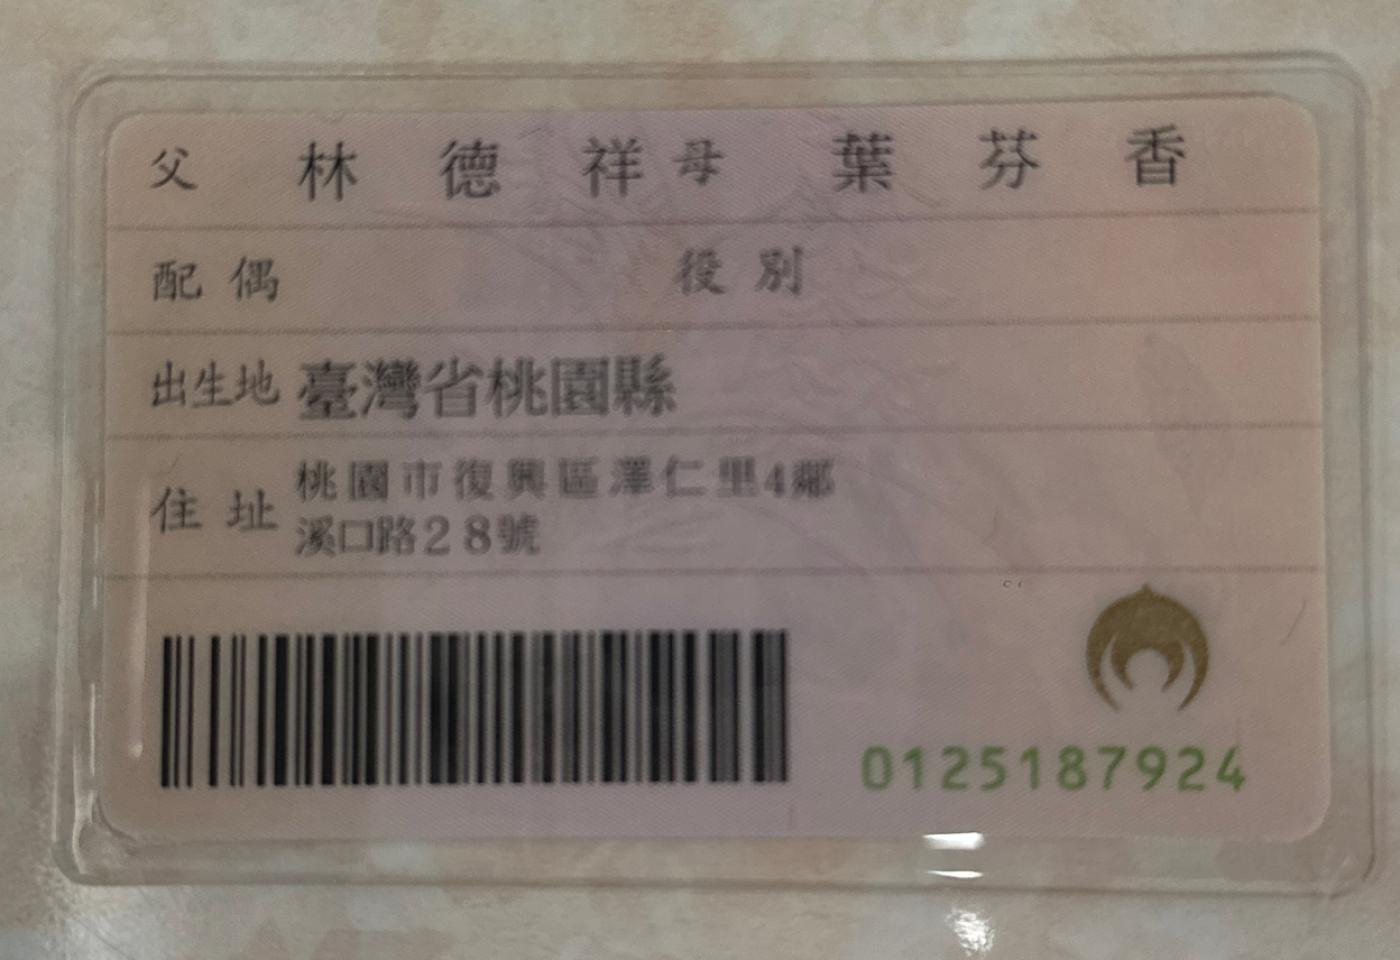 父 林德祥 母 葉芬香
配偶 役別
出生地 臺灣省桃園縣
住址 桃園市復興區澤仁里4鄰
溪口路28號
0125187924